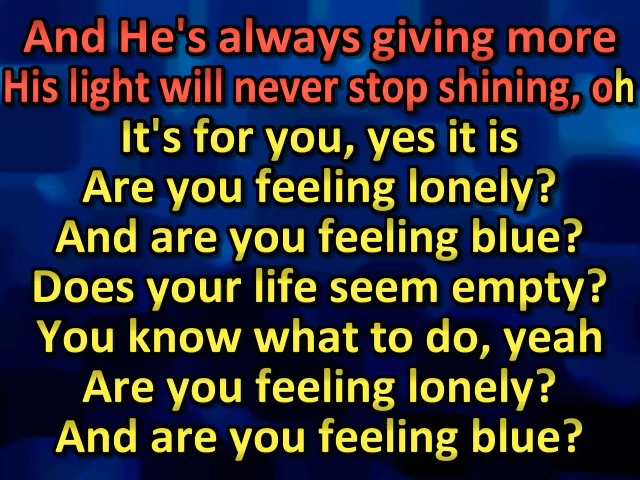 And He's always giving more
His light will never stop shining, oh
It's for you, yes it is
Are you feeling lonely?
And are you feeling blue?
Does your life seem empty?
You know what to do, yeah
Are you feeling lonely?
And are you feeling blue?